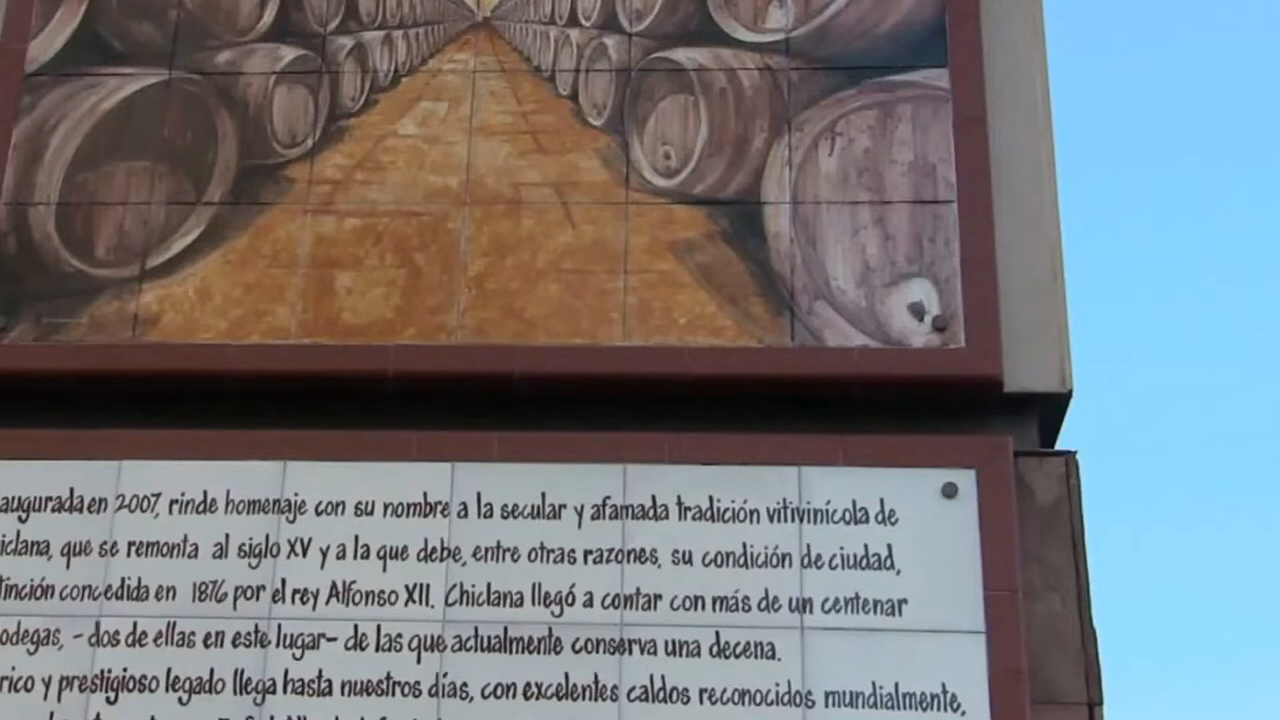 augurada en 2007, rinde homenaje con su nombre a la secular y afamada tradición vitivinícola de
iclana, que se remonta al siglo XV y a la que debe, entre otras razones, su condición de ciudad,
tinción concedida en 1876 por el rey Alfonso XII. Chiclana llegó a contar con más de un centenar
odegas, - dos de ellas en este lugar- de las que actualmente conserva una decena.
rico y prestigioso legado llega hasta nuestros días, con excelentes caldos reconocidos mundialmente,